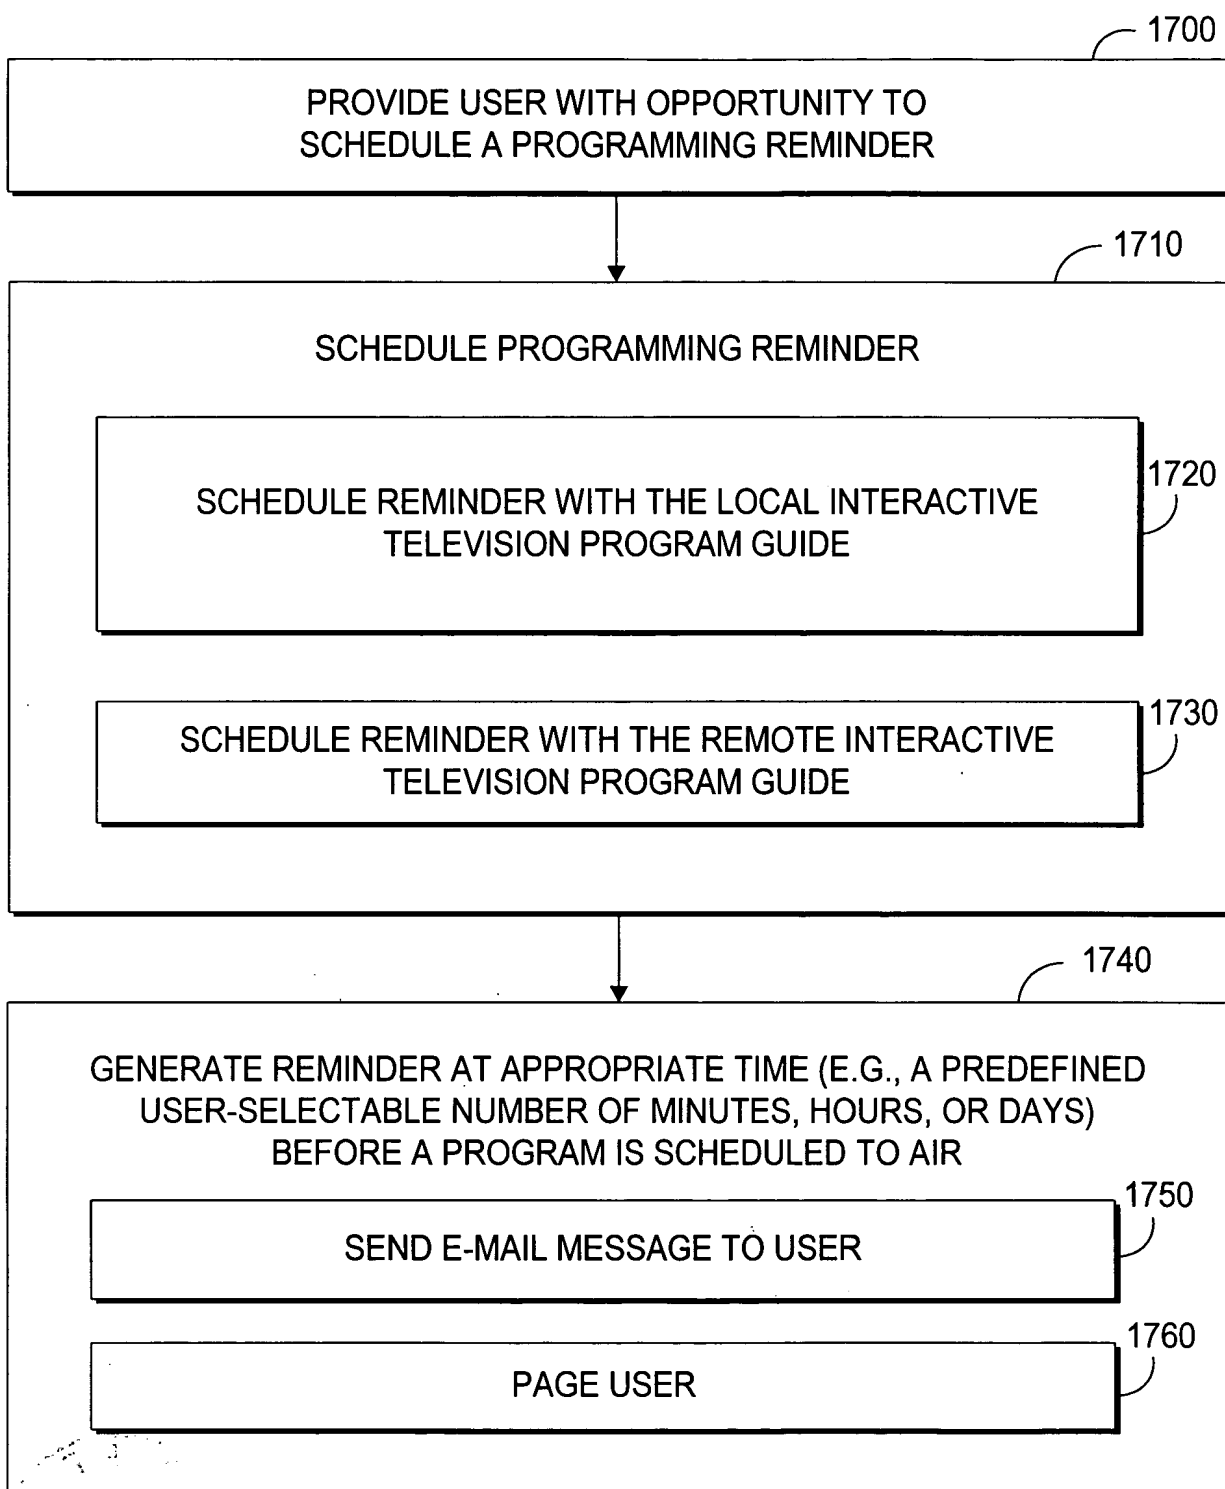 1700
PROVIDE USER WITH OPPORTUNITY TO
SCHEDULE A PROGRAMMING REMINDER
1710
SCHEDULE PROGRAMMING REMINDER
1720
SCHEDULE REMINDER WITH THE LOCAL INTERACTIVE
TELEVISION PROGRAM GUIDE
1730
SCHEDULE REMINDER WITH THE REMOTE INTERACTIVE
TELEVISION PROGRAM GUIDE
1740
GENERATE REMINDER AT APPROPRIATE TIME (E.G., A PREDEFINED
USER-SELECTABLE NUMBER OF MINUTES, HOURS, OR DAYS)
BEFORE A PROGRAM IS SCHEDULED TO AIR
1750
SEND E-MAIL MESSAGE TO USER
1760
PAGE USER